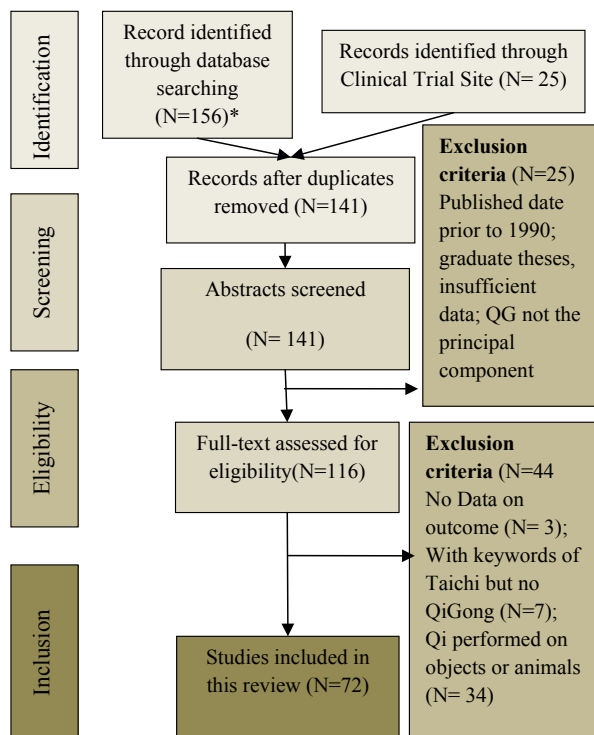 Identification
Record identified
through database
searching
(N=156)*
Records identified through
Clinical Trial Site (N= 25)
Records after duplicates
removed (N=141)
Exclusion
criteria (N=25)
Published date
prior to 1990;
graduate theses,
insufficient
data; QG not the
principal
component
Screening
Abstracts screened
(N= 141)
Eligibility
Full-text assessed for
eligibility(N=116)
Exclusion
criteria (N=44
No Data on
outcome (N= 3);
With keywords of
Taichi but no
QiGong (N=7);
Qi performed on
objects or animals
(N= 34)
Inclusion
Studies included in
this review (N=72)